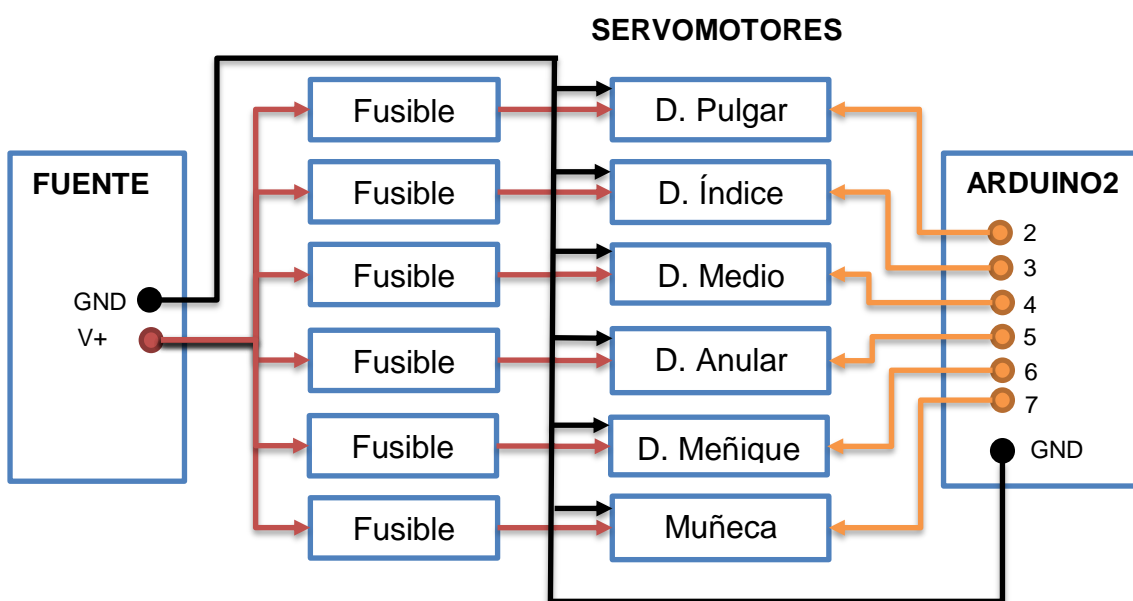 SERVOMOTORES
FUENTE
GND
V+
Fusible
Fusible
Fusible
Fusible
Fusible
Fusible
D. Pulgar
D. Índice
D. Medio
D. Anular
D. Meñique
Muñeca
ARDUINO2
2
3
4
5
6
7
GND